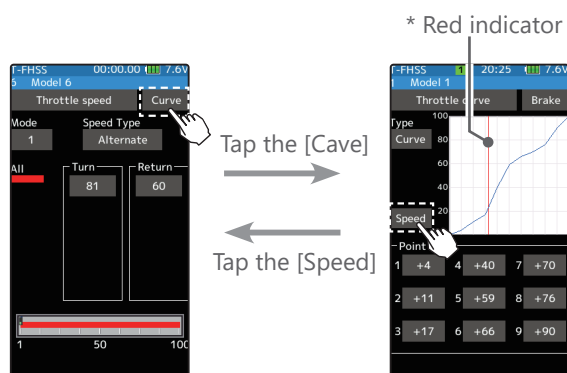 * Red indicator
T-FHSS 00:00.00 7.6V
6 Model 6
Throttle speed Curve
Mode Speed Type
1 Alternate
All Turn Return
81 60
1 50 100
Tap the [Cave]
Tap the [Speed]
T-FHSS 1 20:25 7.6V
1 Model 1
Throttle curve Brake
Type 100
Curve 80
60
40
Speed 20
Point
1 +4 4 +40 7 +70
2 +11 5 +59 8 +76
3 +17 6 +66 9 +90